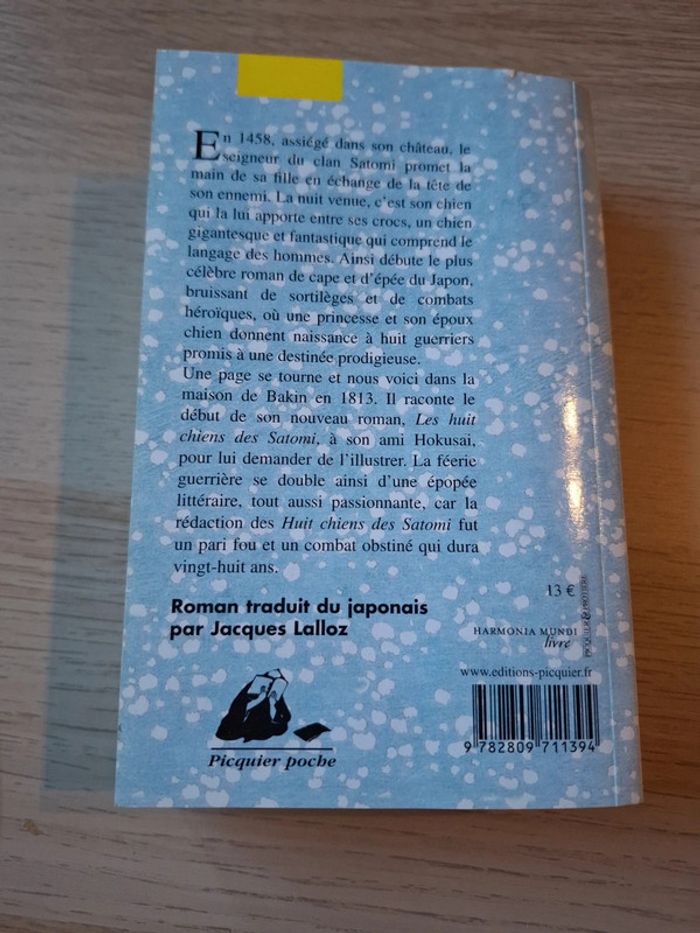 En 1458, assiégé dans son château, le
seigneur du clan Satomi promet la
main de sa fille en échange de la tête de
son ennemi. La nuit venue, c'est son chien
qui la lui apporte entre ses crocs, un chien
gigantesque et fantastique qui comprend le
langage des hommes. Ainsi débute le plus
célèbre roman de cape et d'épée du Japon,
bruissant de sortilèges et de combats
héroïques, où une princesse et son époux
chien donnent naissance à huit guerriers
promis à une destinée prodigieuse.
Une page se tourne et nous voici dans la
maison de Bakin en 1813. Il raconte le
début de son nouveau roman, Les huit
chiens des Satomi, à son ami Hokusai,
pour lui demander de l'illustrer. La féerie
guerrière se double ainsi d'une épopée
littéraire, tout aussi passionnante, car la
rédaction des Huit chiens des Satomi fut
un pari fou et un combat obstiné qui dura
vingt-huit ans.
Roman traduit du japonais
par Jacques Lalloz
Picquier poche
13 €
HARMONIA MUNDI
livre
www.editions-picquier.fr
9 782809 711394